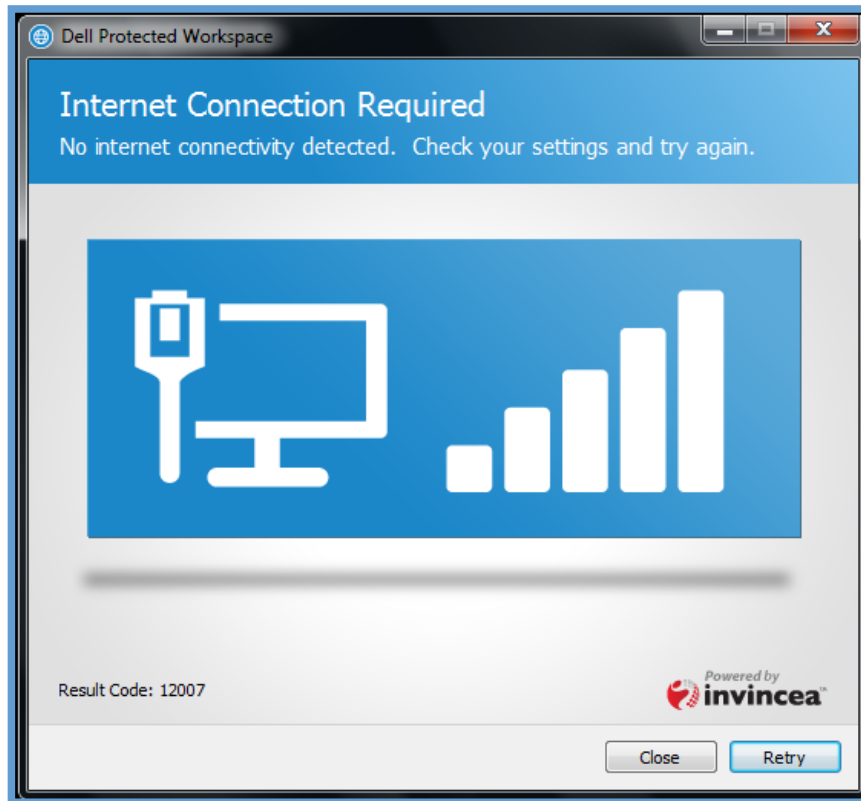 Dell Protected Workspace
Internet Connection Required
No internet connectivity detected.  Check your settings and try again.
Result Code: 12007
Powered by
invincea™
Close
Retry